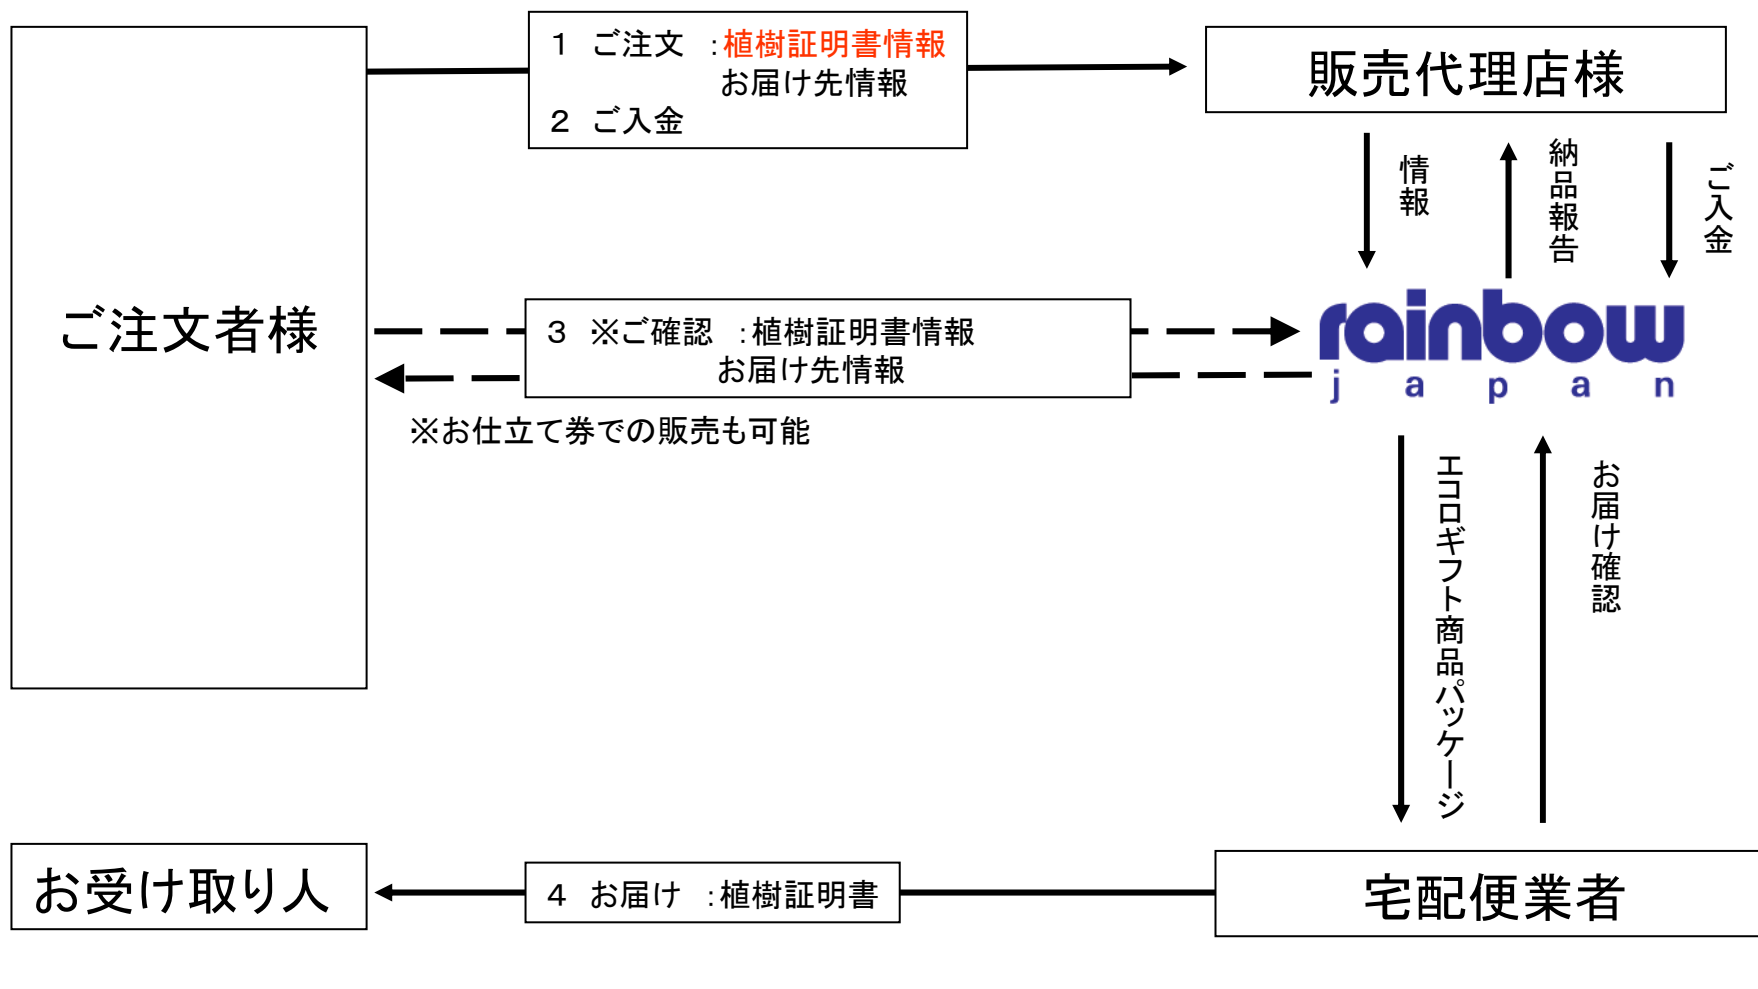 １ ご注文 ：植樹証明書情報
お届け先情報
２ ご入金
販売代理店様
情報
納品報告
ご入金
ご注文者様
３ ※ご確認 ：植樹証明書情報
お届け先情報
rainbow
japan
※お仕立て券での販売も可能
エコロギフト商品パッケージ
お届け確認
お受け取り人
４ お届け ：植樹証明書
宅配便業者